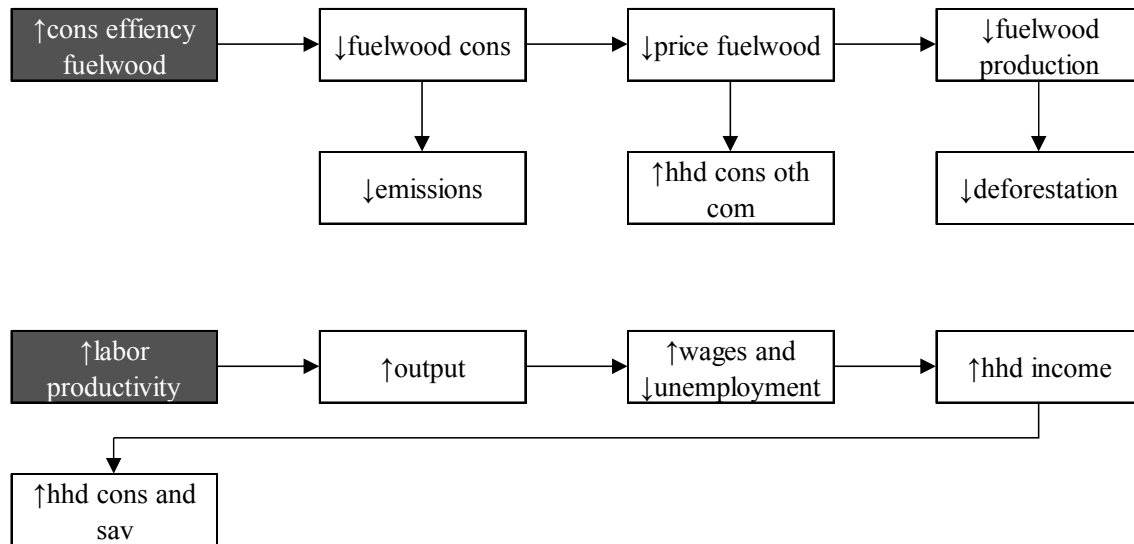 ↑cons effiency
fuelwood
↓fuelwood cons
↓price fuelwood
↓fuelwood
production
↓emissions
↑hhd cons oth
com
↓deforestation
↑labor
productivity
↑output
↑wages and
↓unemployment
↑hhd income
↑hhd cons and
sav